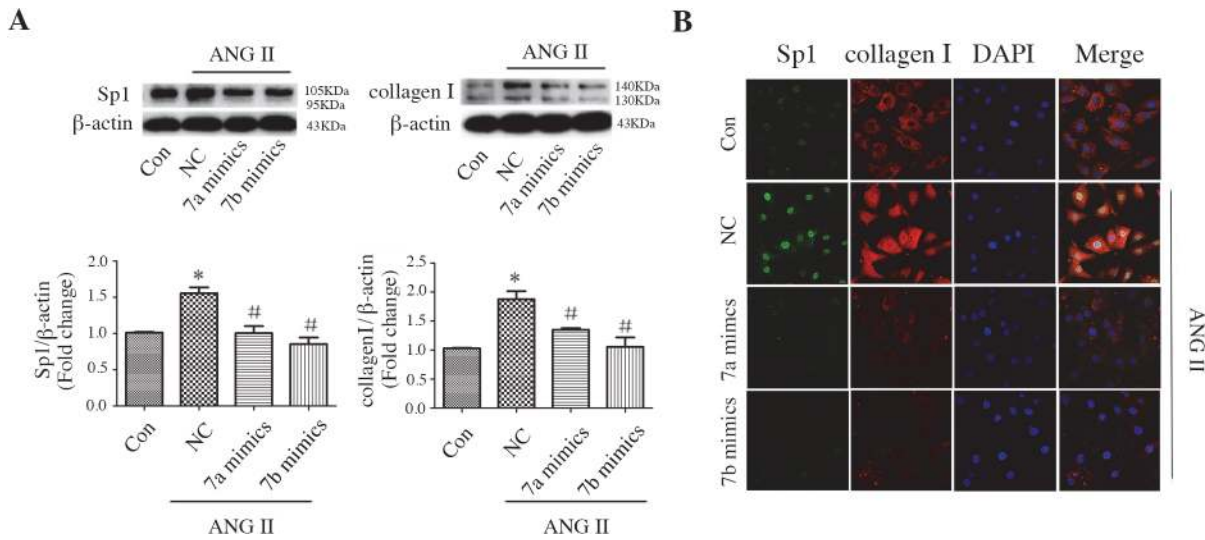 A
ANG II
Sp1
105KDa
95KDa
β-actin
43KDa
Con
NC
7a mimics
7b mimics
ANG II
collagen I
140KDa
130KDa
β-actin
43KDa
Con
NC
7a mimics
7b mimics
Sp1/β-actin
(Fold change)
2.0
1.5
1.0
0.5
0.0
*
#
#
Con
NC
7a mimics
7b mimics
ANG II
collagen I/β-actin
(Fold change)
2.5
2.0
1.5
1.0
0.5
0.0
*
#
#
Con
NC
7a mimics
7b mimics
ANG II
B
Sp1 collagen I DAPI Merge
Con
NC
7a mimcs
7b mimics
ANG II